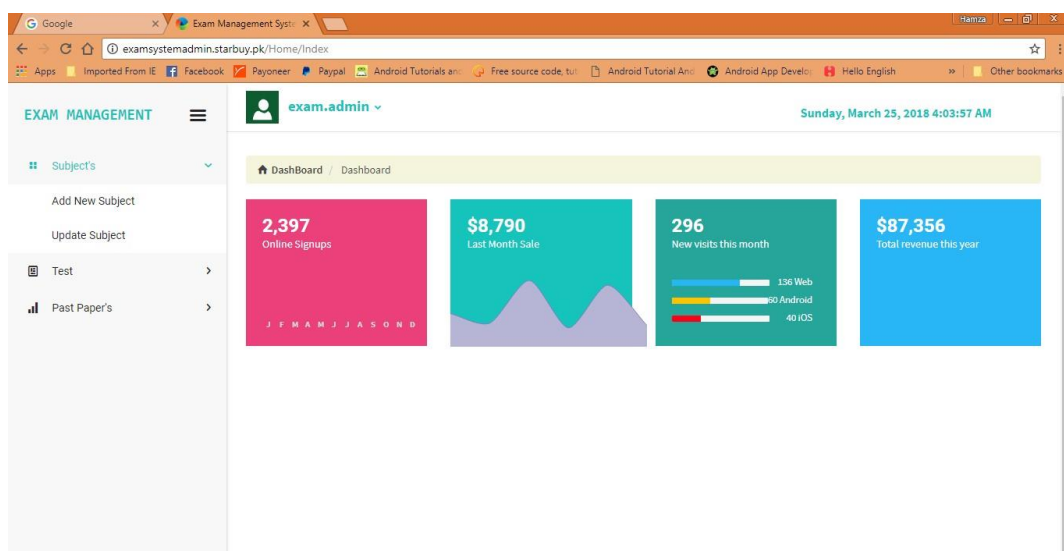 Google
Exam Management Syste
Hamza
examsystemadmin.starbuy.pk/Home/Index
Apps Imported From IE Facebook Payoneer Paypal Android Tutorials and Free source code, tut Android Tutorial And Android App Develop Hello English » Other bookmarks
EXAM MANAGEMENT
exam.admin
Sunday, March 25, 2018 4:03:57 AM
Subject's
Add New Subject
Update Subject
Test
Past Paper's
DashBoard / Dashboard
2,397
Online Signups
J F M A M J J A S O N D
$8,790
Last Month Sale
296
New visits this month
136 Web
60 Android
40 iOS
$87,356
Total revenue this year